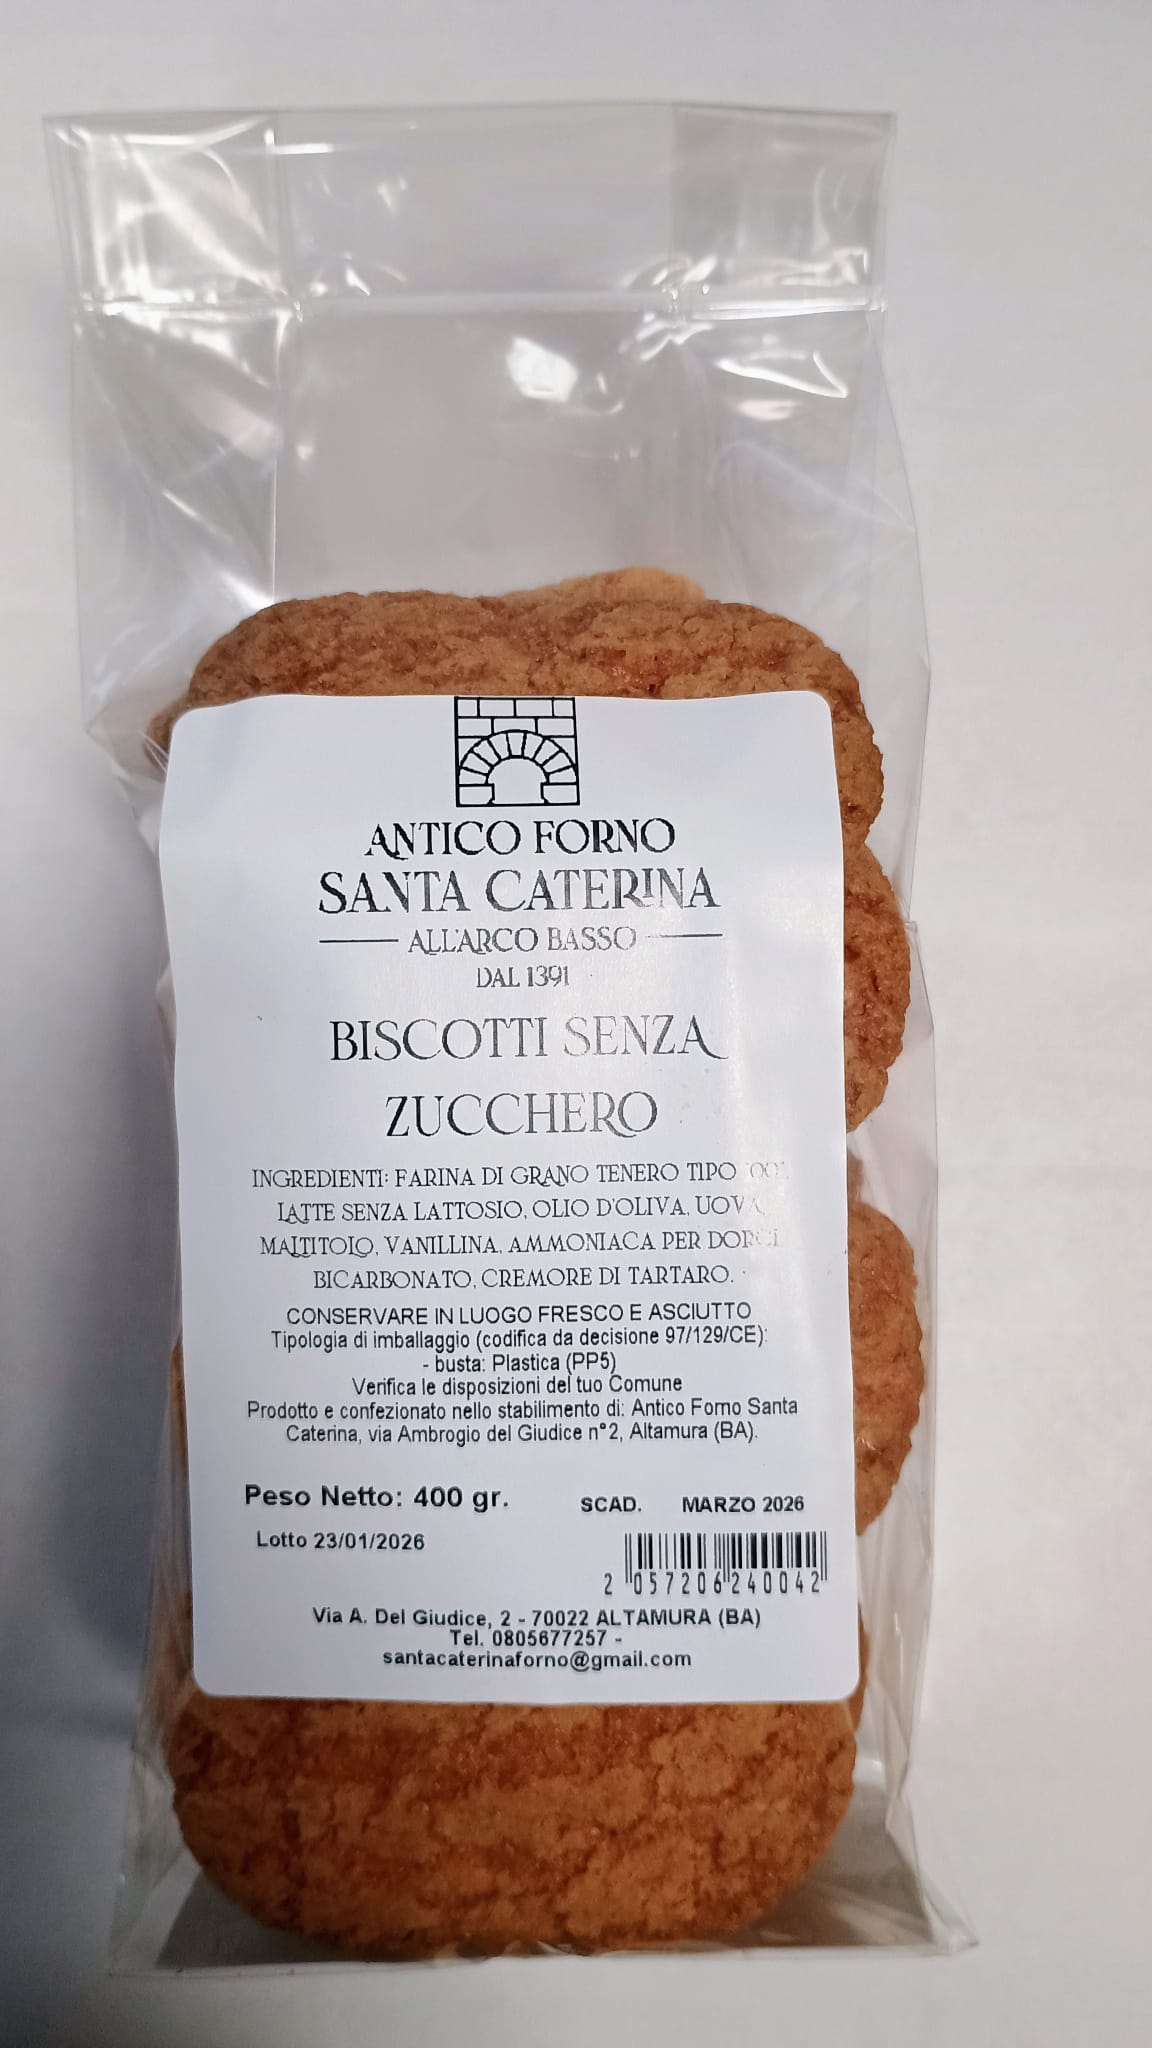 ANTICO FORNO
SANTA CATERINA
ALL'ARCO BASSO
DAL 1391
BISCOTTI SENZA
ZUCCHERO
INGREDIENTI: FARINA DI GRANO TENERO TIPO "00",
LATTE SENZA LATTOSIO, OLIO D'OLIVA, UOVA,
MALTITOLO, VANILLINA, AMMONIACA PER DOLCI,
BICARBONATO, CREMORE DI TARTARO.
CONSERVARE IN LUOGO FRESCO E ASCIUTTO
Tipologia di imballaggio (codifica da decisione 97/129/CE):
- busta: Plastica (PP5)
Verifica le disposizioni del tuo Comune
Prodotto e confezionato nello stabilimento di: Antico Forno Santa
Caterina, via Ambrogio del Giudice n°2, Altamura (BA).
Peso Netto: 400 gr.
SCAD. MARZO 2026
Lotto 23/01/2026
2 057206 240042
Via A. Del Giudice, 2 - 70022 ALTAMURA (BA)
Tel. 0805677257 -
santacaterinaforno@gmail.com